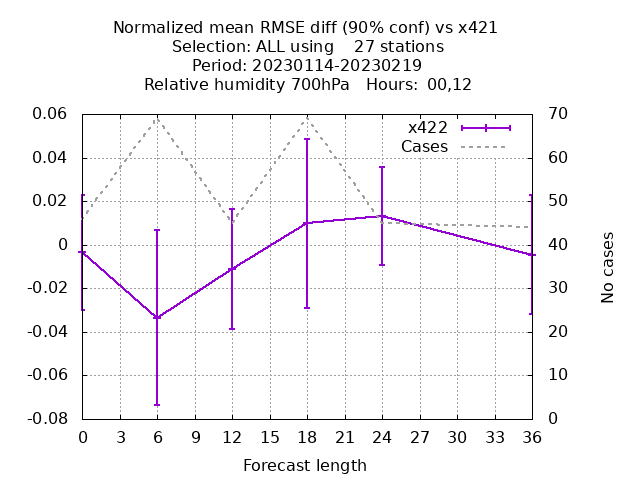 Normalized mean RMSE diff (90% conf) vs x421
Selection: ALL using    27 stations
Period: 20230114-20230219
Relative humidity 700hPa   Hours: 00,12
x422
Cases
0.06
0.04
0.02
0
-0.02
-0.04
-0.06
-0.08
70
60
50
40
30
20
10
0
No cases
0 3 6 9 12 15 18 21 24 27 30 33 36
Forecast length